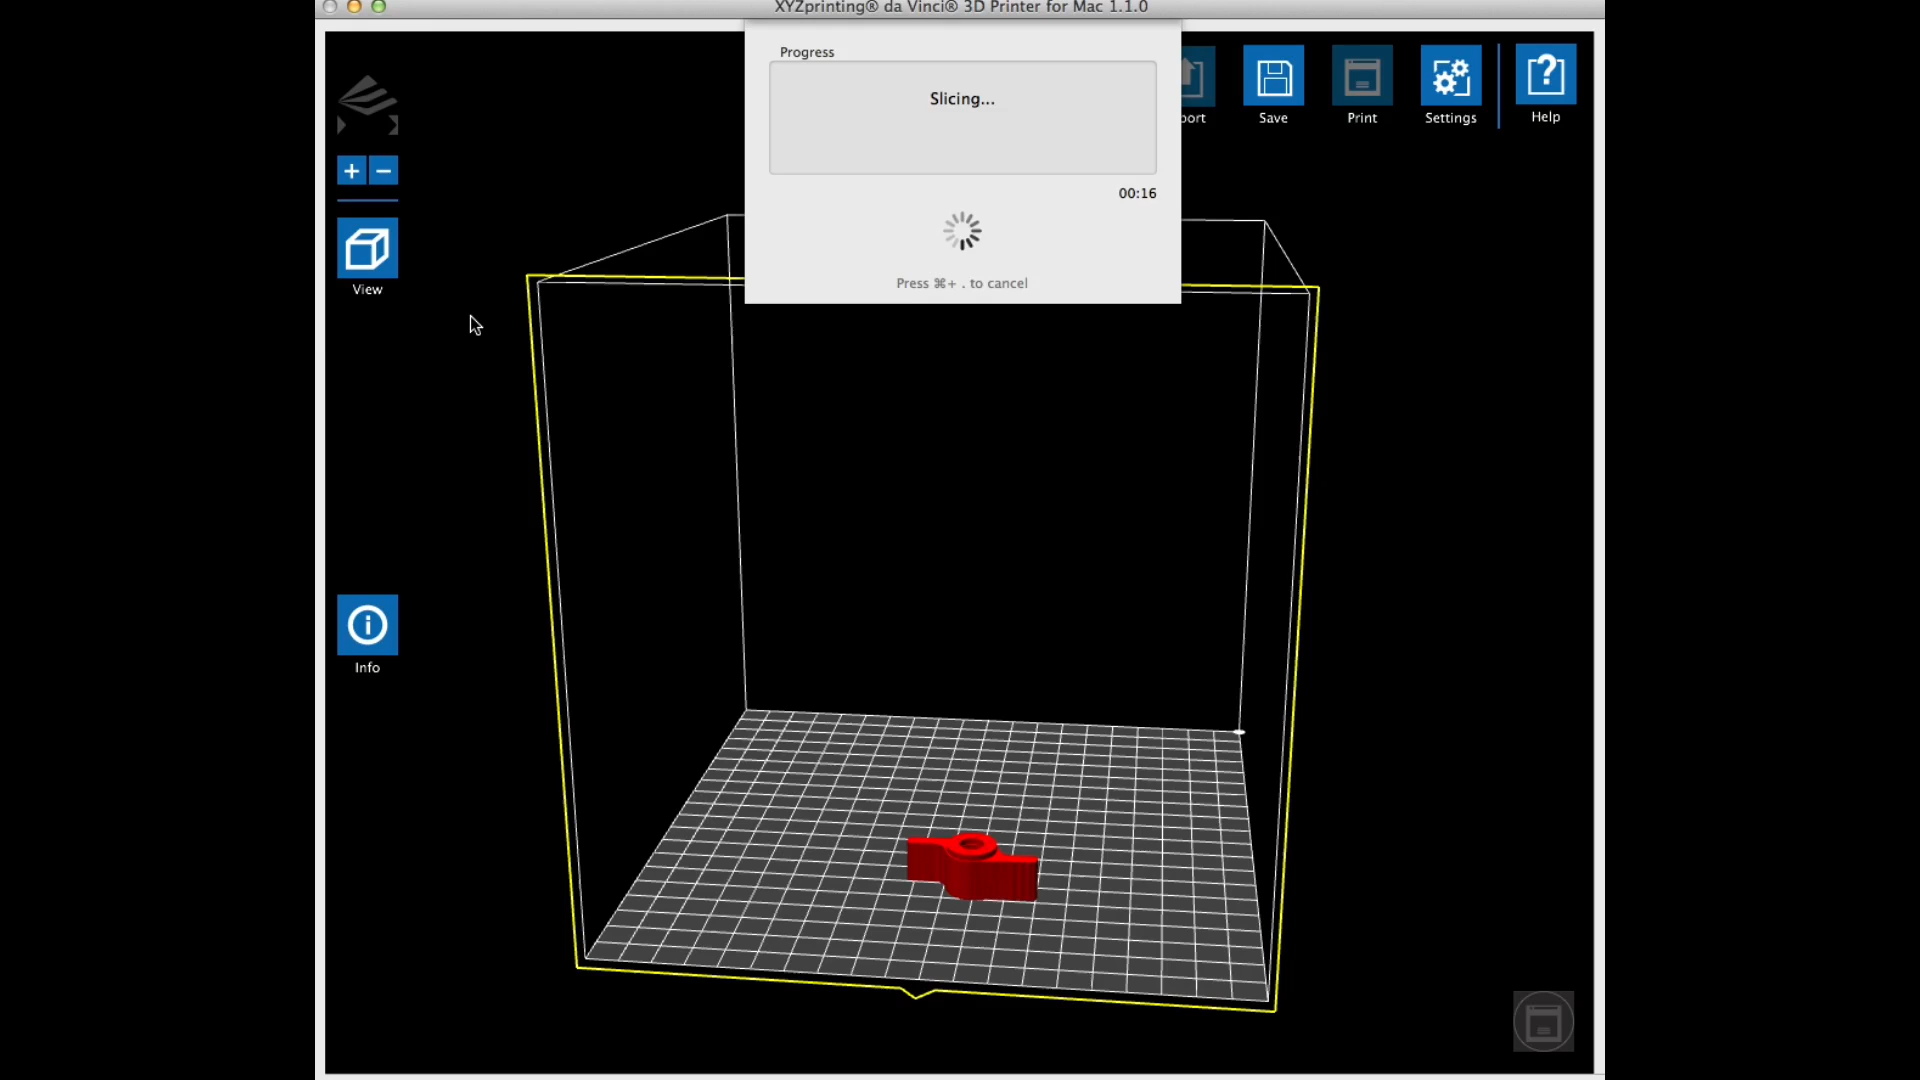 XYZprinting® da Vinci® 3D Printer for Mac 1.1.0
Progress
Slicing...
00:16
Press ⌘+ . to cancel
port
Save
Print
Settings
Help
View
Info